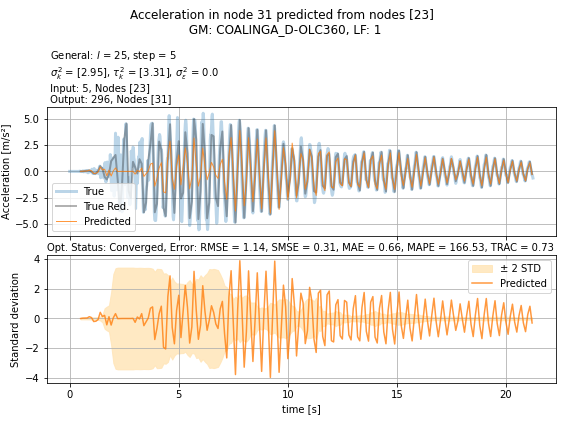 Acceleration in node 31 predicted from nodes [23]
GM: COALINGA_D-OLC360, LF: 1
General: l = 25, step = 5
σ²ₖ = [2.95], τ²ₖ = [3.31], σ²ε = 0.0
Input: 5, Nodes [23]
Output: 296, Nodes [31]
Acceleration [m/s²]
5.0
2.5
0.0
−2.5
−5.0
True
True Red.
Predicted
Opt. Status: Converged, Error: RMSE = 1.14, SMSE = 0.31, MAE = 0.66, MAPE = 166.53, TRAC = 0.73
Standard deviation
4
2
0
−2
−4
± 2 STD
Predicted
0 5 10 15 20
time [s]